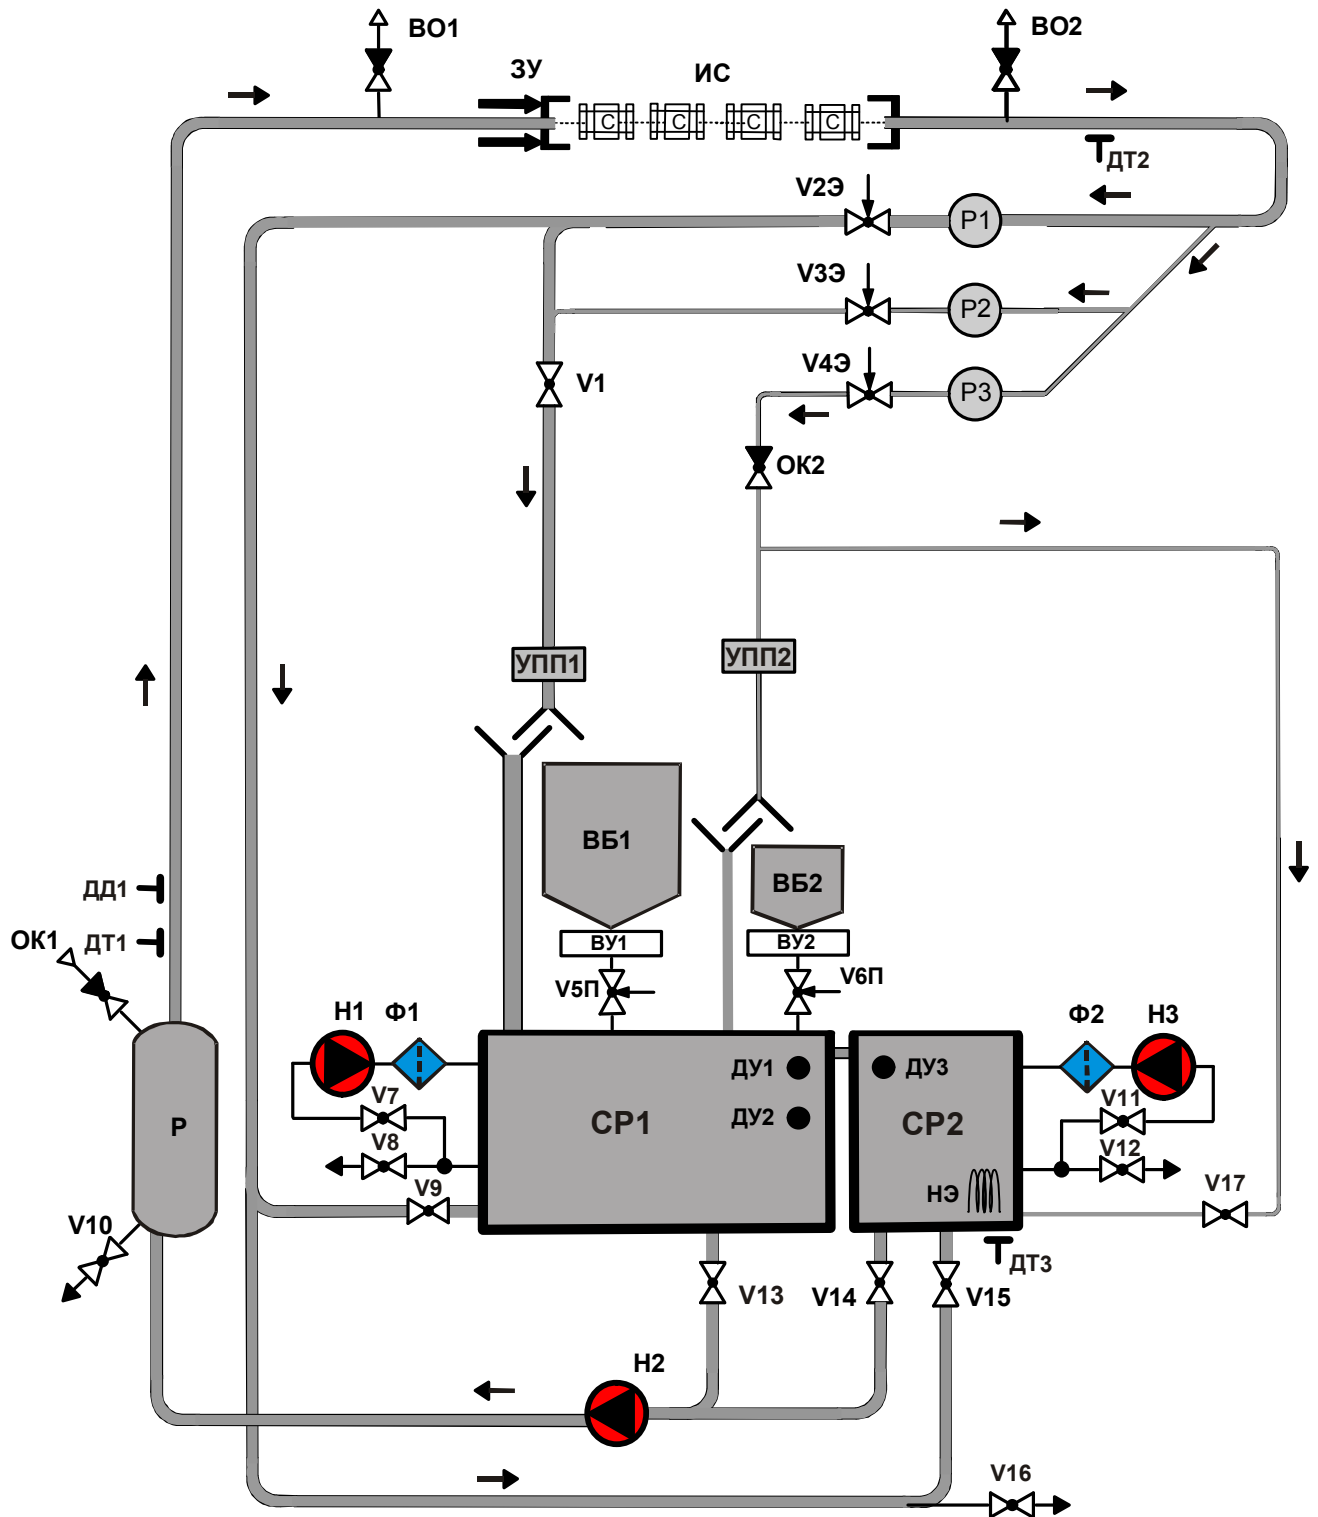 ВО1
ВО2
ЗУ
ИС
С
С
С
С
ДТ2
V2Э
Р1
V3Э
Р2
V4Э
Р3
V1
ОК2
УПП1
УПП2
ВБ1
ВБ2
ДД1
ОК1
ДТ1
ВУ1
ВУ2
V5П
V6П
Н1
Ф1
Ф2
Н3
ДУ1
ДУ3
V7
V11
Р
СР1
ДУ2
СР2
V8
V12
V9
НЭ
V17
V10
ДТ3
V13
V14
V15
Н2
V16